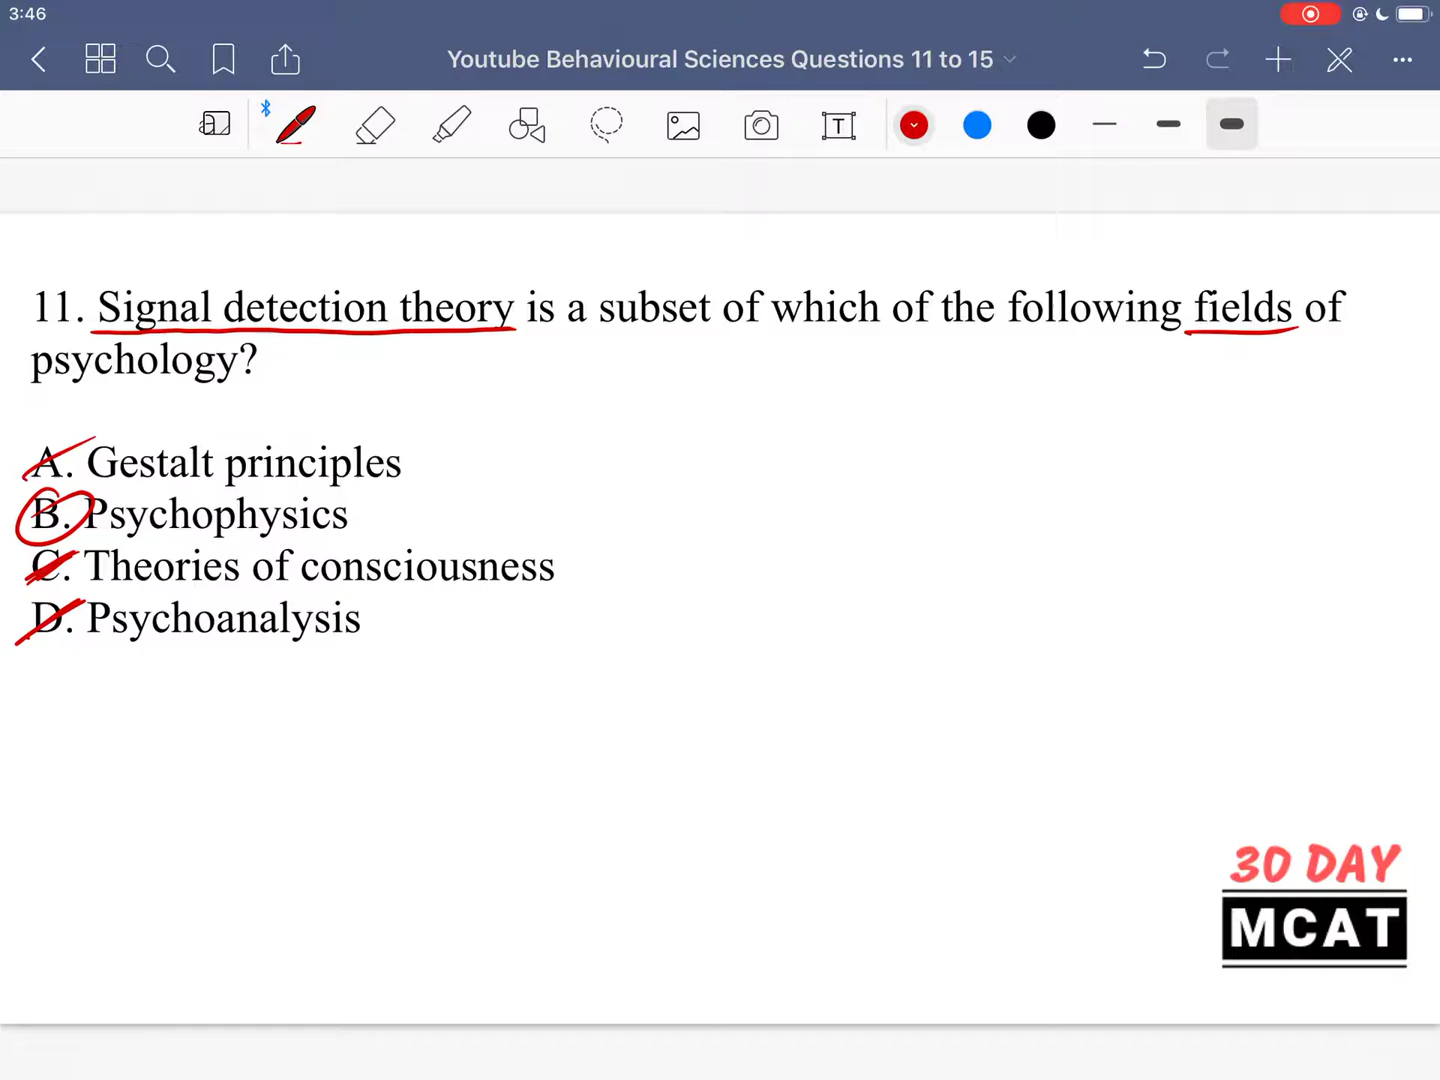 3:46
Youtube Behavioural Sciences Questions 11 to 15
T
11. Signal detection theory is a subset of which of the following fields of
psychology?
A. Gestalt principles
B. Psychophysics
C. Theories of consciousness
D. Psychoanalysis
30 DAY
MCAT